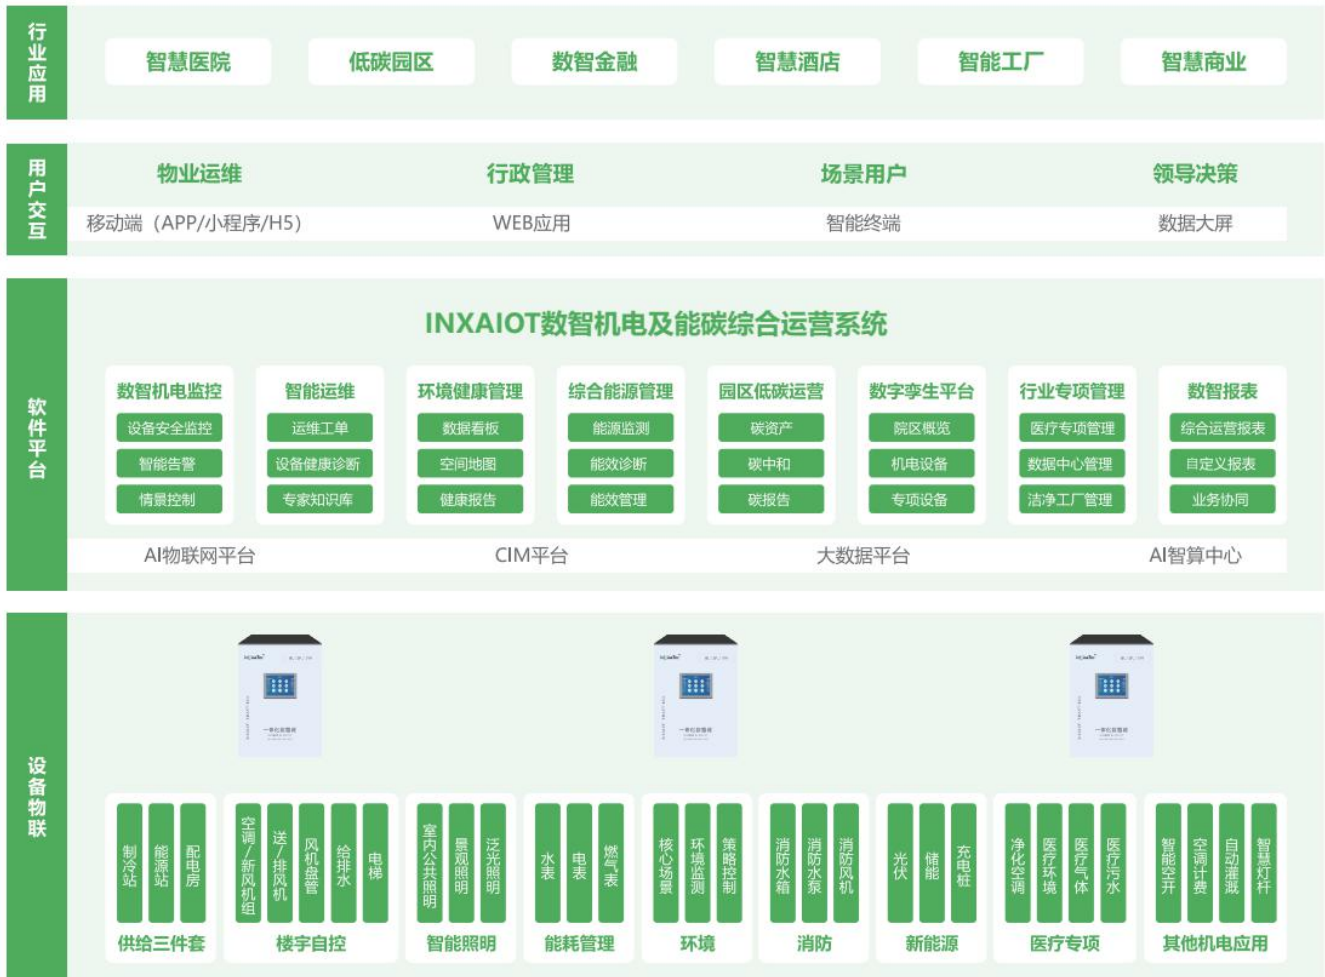 行业应用
智慧医院
低碳园区
数智金融
智慧酒店
智能工厂
智慧商业
用户交互
物业运维
行政管理
场景用户
领导决策
移动端（APP/小程序/H5）
WEB应用
智能终端
数据大屏
软件平台
INXAIOT数智机电及能碳综合运营系统
数智机电监控
设备安全监控
智能告警
情景控制
智能运维
运维工单
设备健康诊断
专家知识库
环境健康管理
数据看板
空间地图
健康报告
综合能源管理
能源监测
能效诊断
能效管理
园区低碳运营
碳资产
碳中和
碳报告
数字孪生平台
院区概览
机电设备
专项设备
行业专项管理
医疗专项管理
数据中心管理
洁净工厂管理
数智报表
综合运营报表
自定义报表
业务协同
AI物联网平台
CIM平台
大数据平台
AI智算中心
设备物联
制冷站
能源站
配电房
供给三件套
空调/新风机组
送/排风机
风机盘管
给排水
电梯
楼宇自控
室内公共照明
景观照明
泛光照明
智能照明
水表
电表
燃气表
能耗管理
核心场景
环境监测
策略控制
环境
消防水箱
消防水泵
消防风机
消防
光伏
储能
充电桩
新能源
净化空调
医疗环境
医疗气体
医疗污水
医疗专项
智能空开
空调计费
自动灌溉
智慧灯杆
其他机电应用